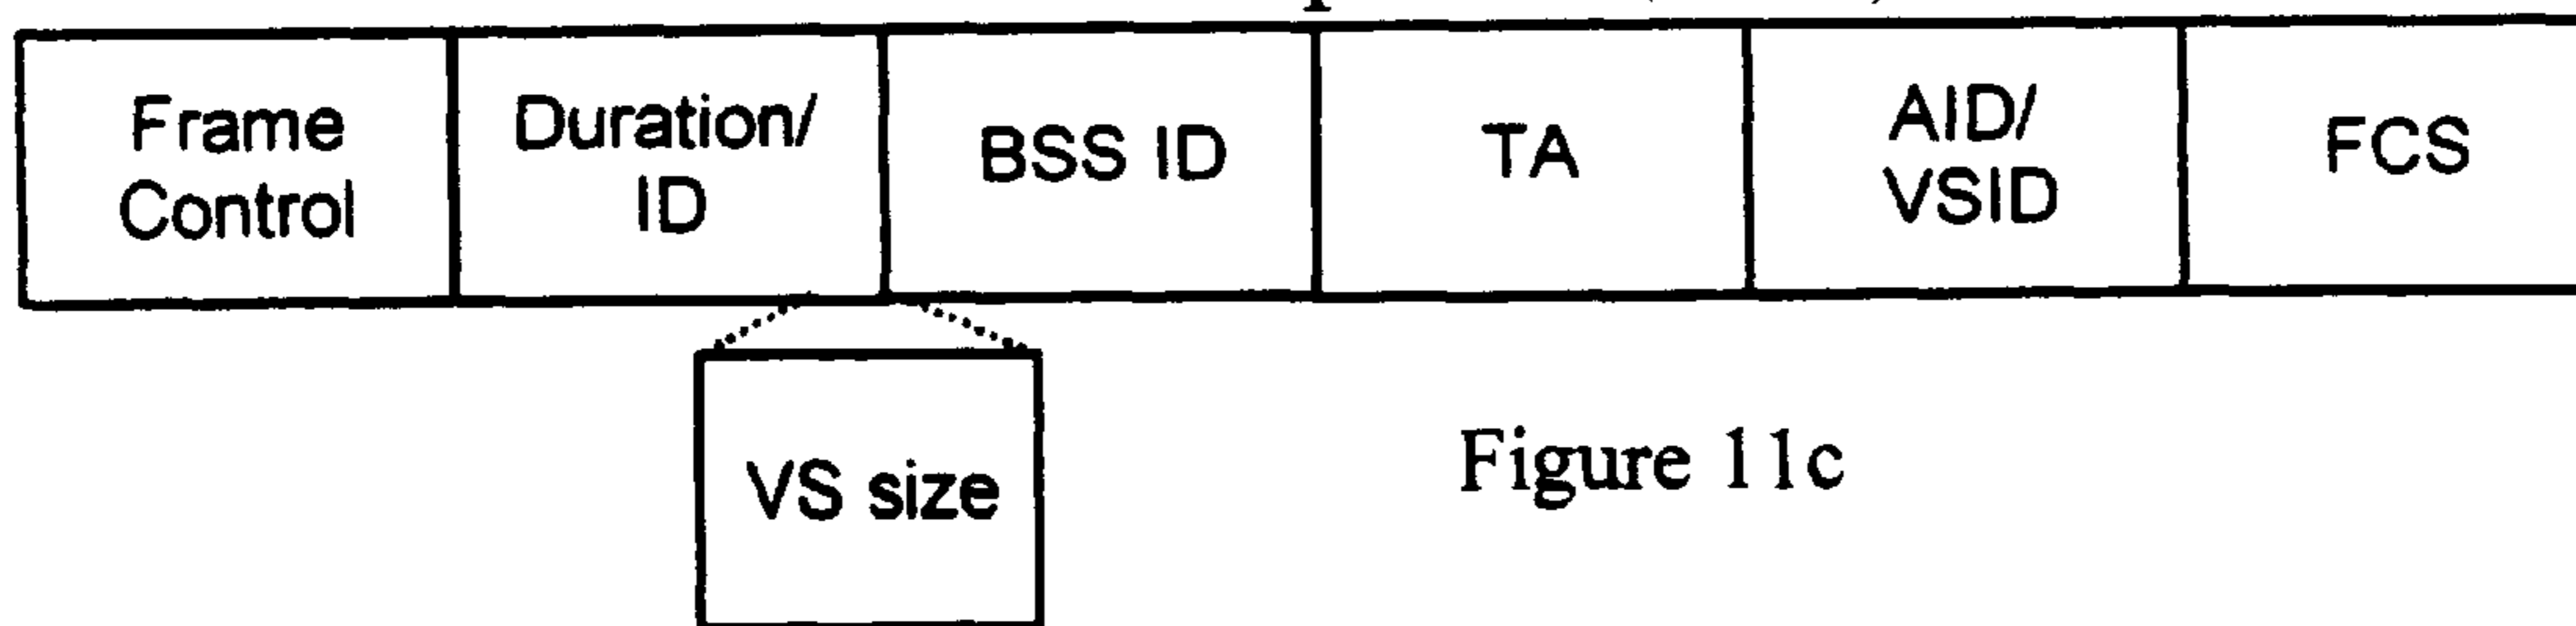 Frame
Control
Duration/
ID
BSS ID
TA
AID/
VSID
FCS
VS size
Figure 11c